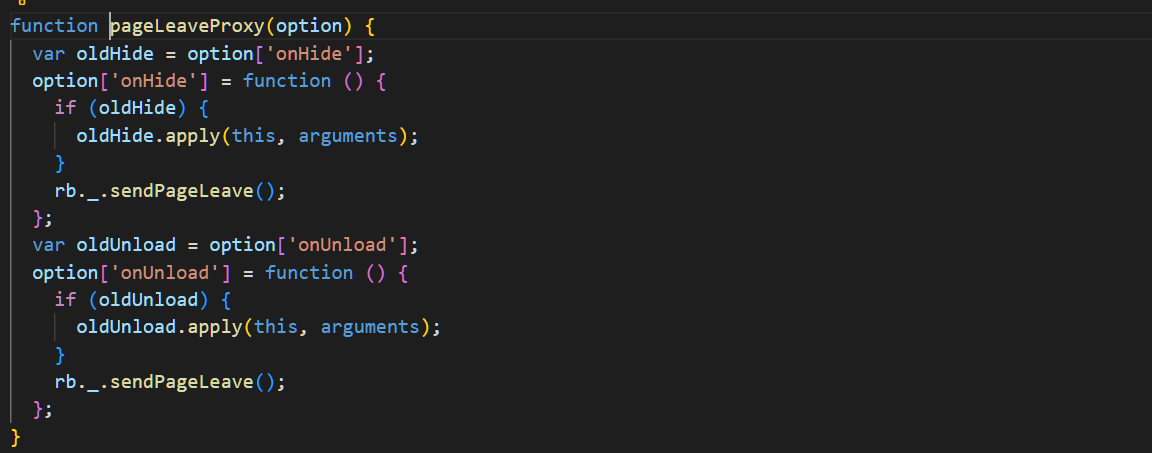 function pageLeaveProxy(option) {
  var oldHide = option['onHide'];
  option['onHide'] = function () {
    if (oldHide) {
      oldHide.apply(this, arguments);
    }
    rb._.sendPageLeave();
  };
  var oldUnload = option['onUnload'];
  option['onUnload'] = function () {
    if (oldUnload) {
      oldUnload.apply(this, arguments);
    }
    rb._.sendPageLeave();
  };
}